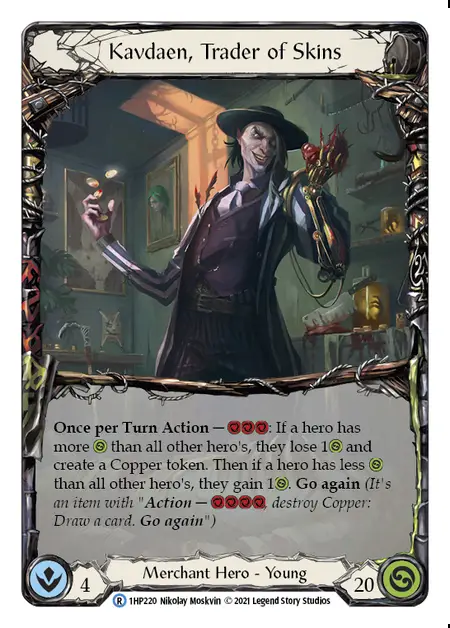 Kavdaen, Trader of Skins
Once per Turn Action — : If a hero has
more than all other hero's, they lose 1 and
create a Copper token. Then if a hero has less
than all other hero's, they gain 1. Go again (It's
an item with "Action — , destroy Copper:
Draw a card. Go again")
4
Merchant Hero - Young
20
R 1HP220 Nikolay Moskvin © 2021 Legend Story Studios